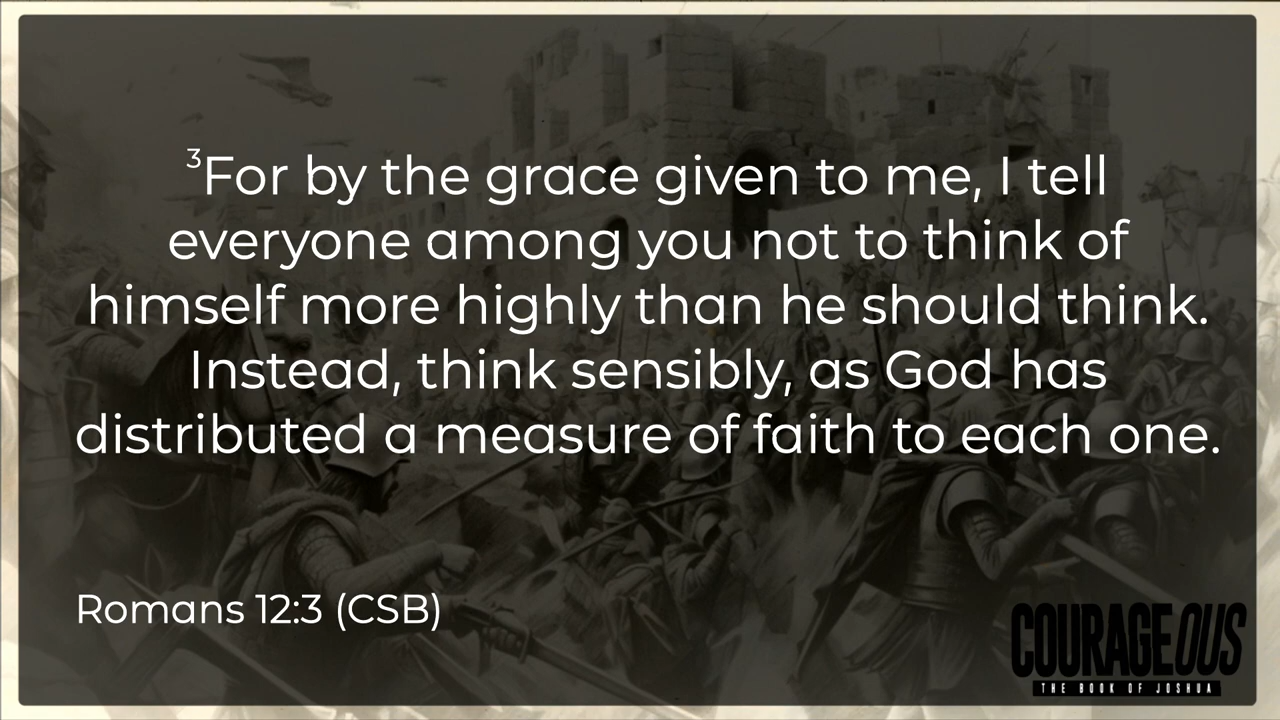 ³For by the grace given to me, I tell
everyone among you not to think of
himself more highly than he should think.
Instead, think sensibly, as God has
distributed a measure of faith to each one.
Romans 12:3 (CSB)
COURAGEOUS
THE BOOK OF JOSHUA